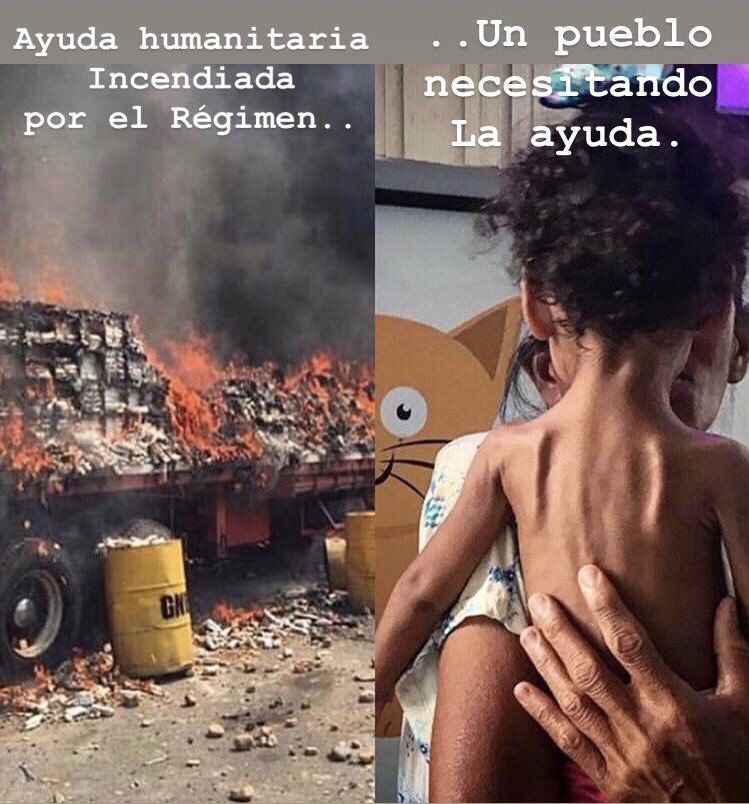 Ayuda humanitaria
Incendiada
por el Régimen..
..Un pueblo
necesitando
La ayuda.